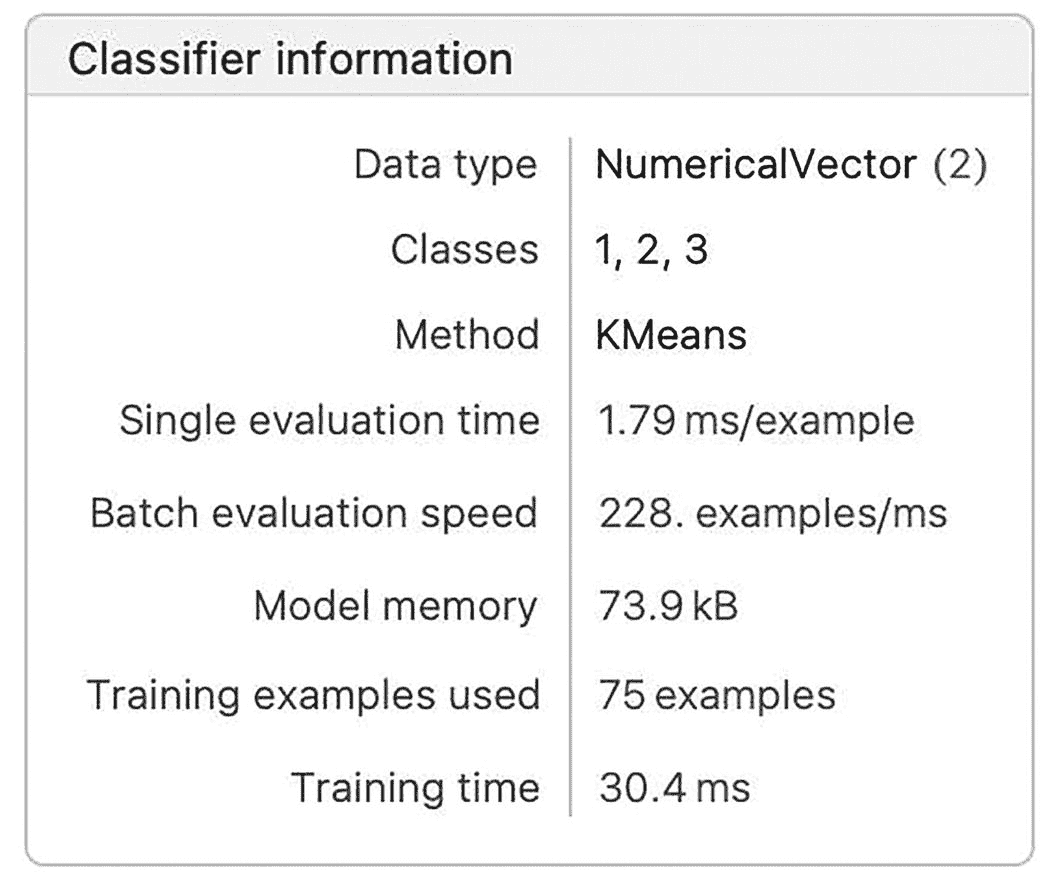 Classifier information
Data type NumericalVector (2)
Classes 1, 2, 3
Method KMeans
Single evaluation time 1.79 ms/example
Batch evaluation speed 228. examples/ms
Model memory 73.9 kB
Training examples used 75 examples
Training time 30.4 ms